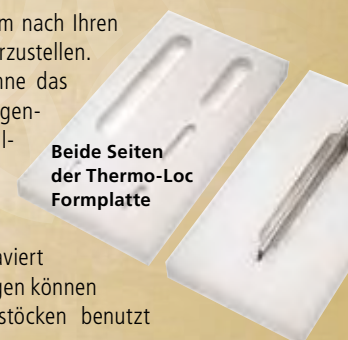 m nach Ihren
rzustellen.
nne das
gen-
l-
Beide Seiten
der Thermo-Loc
Formplatte
viert
gen können
stöcken benutzt